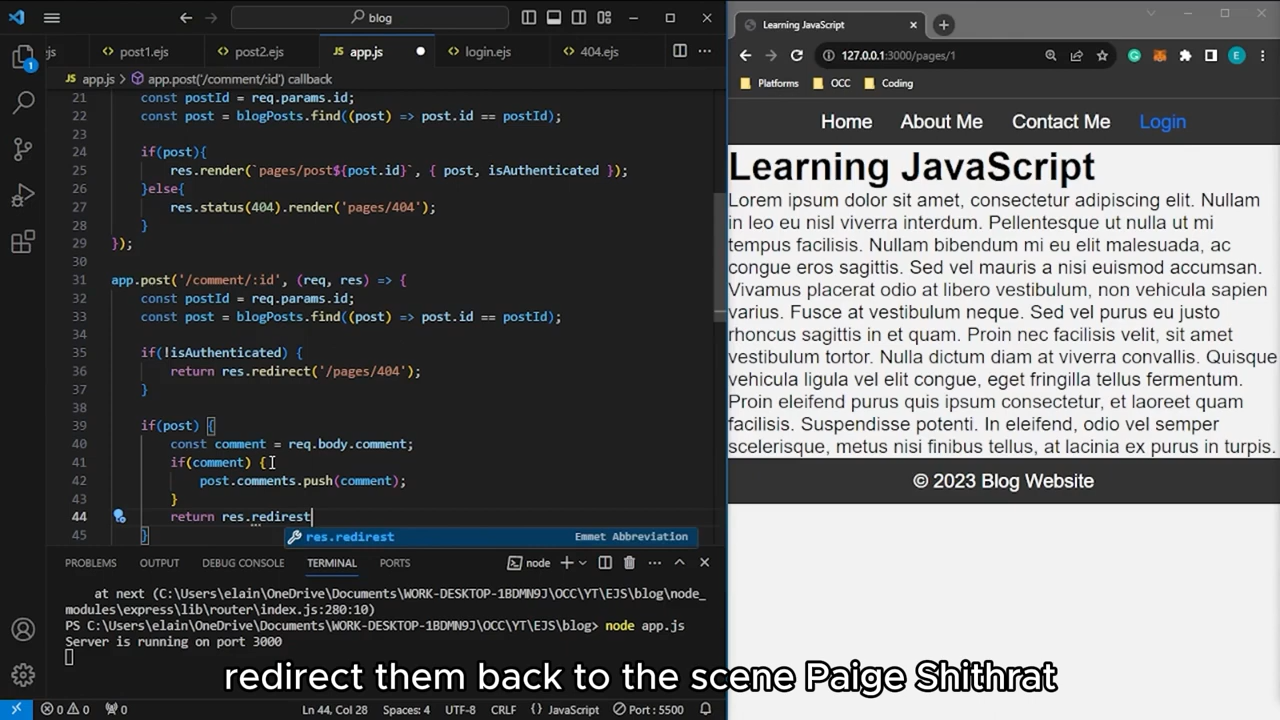 blog
js
post1.ejs
post2.ejs
app.js
login.ejs
404.ejs
app.js > app.post('/comment/:id') callback
21 const postId = req.params.id;
22 const post = blogPosts.find((post) => post.id == postId);
23
24 if(post){
25 res.render(`pages/post${post.id}`, { post, isAuthenticated });
26 }else{
27 res.status(404).render('pages/404');
28 }
29 });
30
31 app.post('/comment/:id', (req, res) => {
32 const postId = req.params.id;
33 const post = blogPosts.find((post) => post.id == postId);
34
35 if(!isAuthenticated) {
36 return res.redirect('/pages/404');
37 }
38
39 if(post) {
40 const comment = req.body.comment;
41 if(comment) {
42 post.comments.push(comment);
43 }
44 return res.redirest
45 }
res.redirest Emmet Abbreviation
1
PROBLEMS OUTPUT DEBUG CONSOLE TERMINAL PORTS
node
at next (C:\Users\elain\OneDrive\Documents\WORK-DESKTOP-1BDMN9J\OCC\YT\EJS\blog\node_
modules\express\lib\router\index.js:280:10)
PS C:\Users\elain\OneDrive\Documents\WORK-DESKTOP-1BDMN9J\OCC\YT\EJS\blog> node app.js
Server is running on port 3000
0 0 0 Ln 44, Col 28 Spaces: 4 UTF-8 CRLF {} JavaScript Port : 5500
Learning JavaScript
127.0.0.1:3000/pages/1
E
Platforms OCC Coding
Home About Me Contact Me Login
Learning JavaScript
Lorem ipsum dolor sit amet, consectetur adipiscing elit. Nullam
in leo eu nisl viverra interdum. Pellentesque ut nulla ut mi
tempus facilisis. Nullam bibendum mi eu elit malesuada, ac
congue eros sagittis. Sed vel mauris a nisi euismod accumsan.
Vivamus placerat odio at libero vestibulum, non vehicula sapien
varius. Fusce at vestibulum neque. Sed vel purus eu justo
rhoncus sagittis in et quam. Proin nec facilisis velit, sit amet
vestibulum tortor. Nulla dictum diam at viverra convallis. Quisque
vehicula ligula vel elit congue, eget fringilla tellus fermentum.
Proin eleifend purus quis ipsum consectetur, et laoreet quam
facilisis. Suspendisse potenti. In eleifend, odio vel semper
scelerisque, metus nisi finibus tellus, at lacinia ex purus in turpis.
© 2023 Blog Website
redirect them back to the scene Paige Shithrat